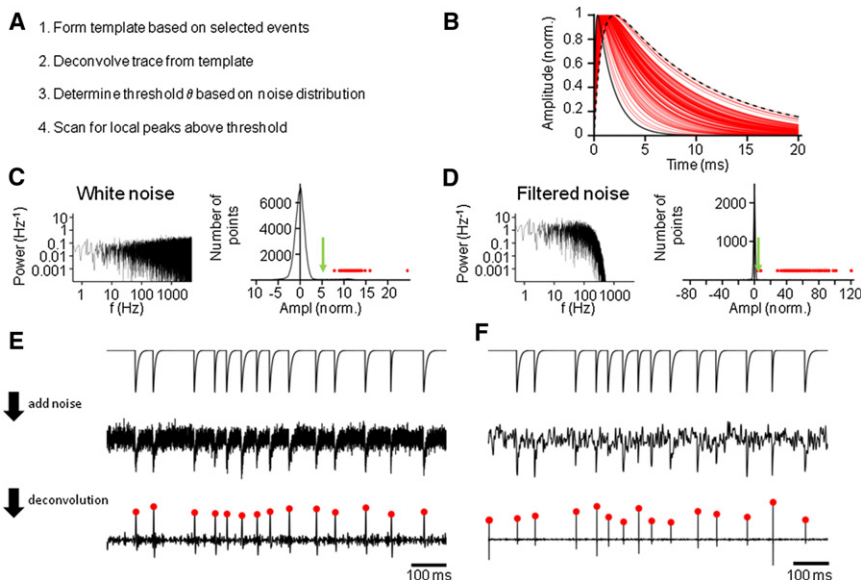 A
1. Form template based on selected events
2. Deconvolve trace from template
3. Determine threshold θ based on noise distribution
4. Scan for local peaks above threshold
B
Amplitude (norm.)
1
0.8
0.6
0.4
0.2
0
0 5 10 15 20
Time (ms)
C
White noise
Power (Hz⁻¹)
10
1
0.1
0.01
0.001
1 10 100 1000
f (Hz)
Number of
points
6000
4000
2000
10 -5 0 5 10 15 20
Ampl (norm.)
D
Filtered noise
Power (Hz⁻¹)
10
1
0.1
0.01
0.001
1 10 100 1000
f (Hz)
Number of
points
2000
1000
-80 -40 0 40 80 120
Ampl (norm.)
E
add noise
deconvolution
100 ms
F
100 ms